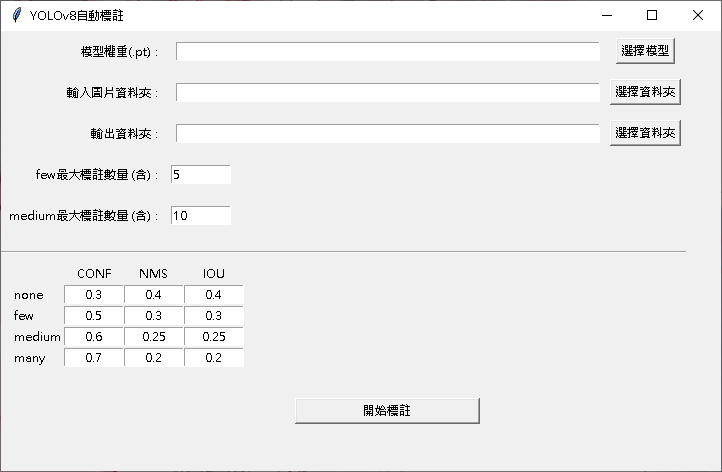 YOLOv8自動標註
模型權重(.pt) : 選擇模型
輸入圖片資料夾 : 選擇資料夾
輸出資料夾 : 選擇資料夾
few最大標註數量(含) : 5
medium最大標註數量(含) : 10
CONF NMS IOU
none 0.3 0.4 0.4
few 0.5 0.3 0.3
medium 0.6 0.25 0.25
many 0.7 0.2 0.2
開始標註